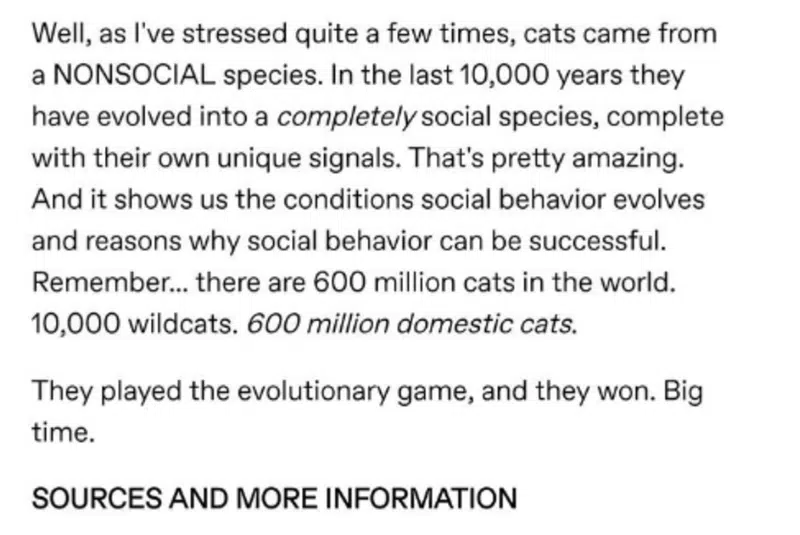 Well, as I've stressed quite a few times, cats came from
a NONSOCIAL species. In the last 10,000 years they
have evolved into a completely social species, complete
with their own unique signals. That's pretty amazing.
And it shows us the conditions social behavior evolves
and reasons why social behavior can be successful.
Remember... there are 600 million cats in the world.
10,000 wildcats. 600 million domestic cats.
They played the evolutionary game, and they won. Big
time.
SOURCES AND MORE INFORMATION